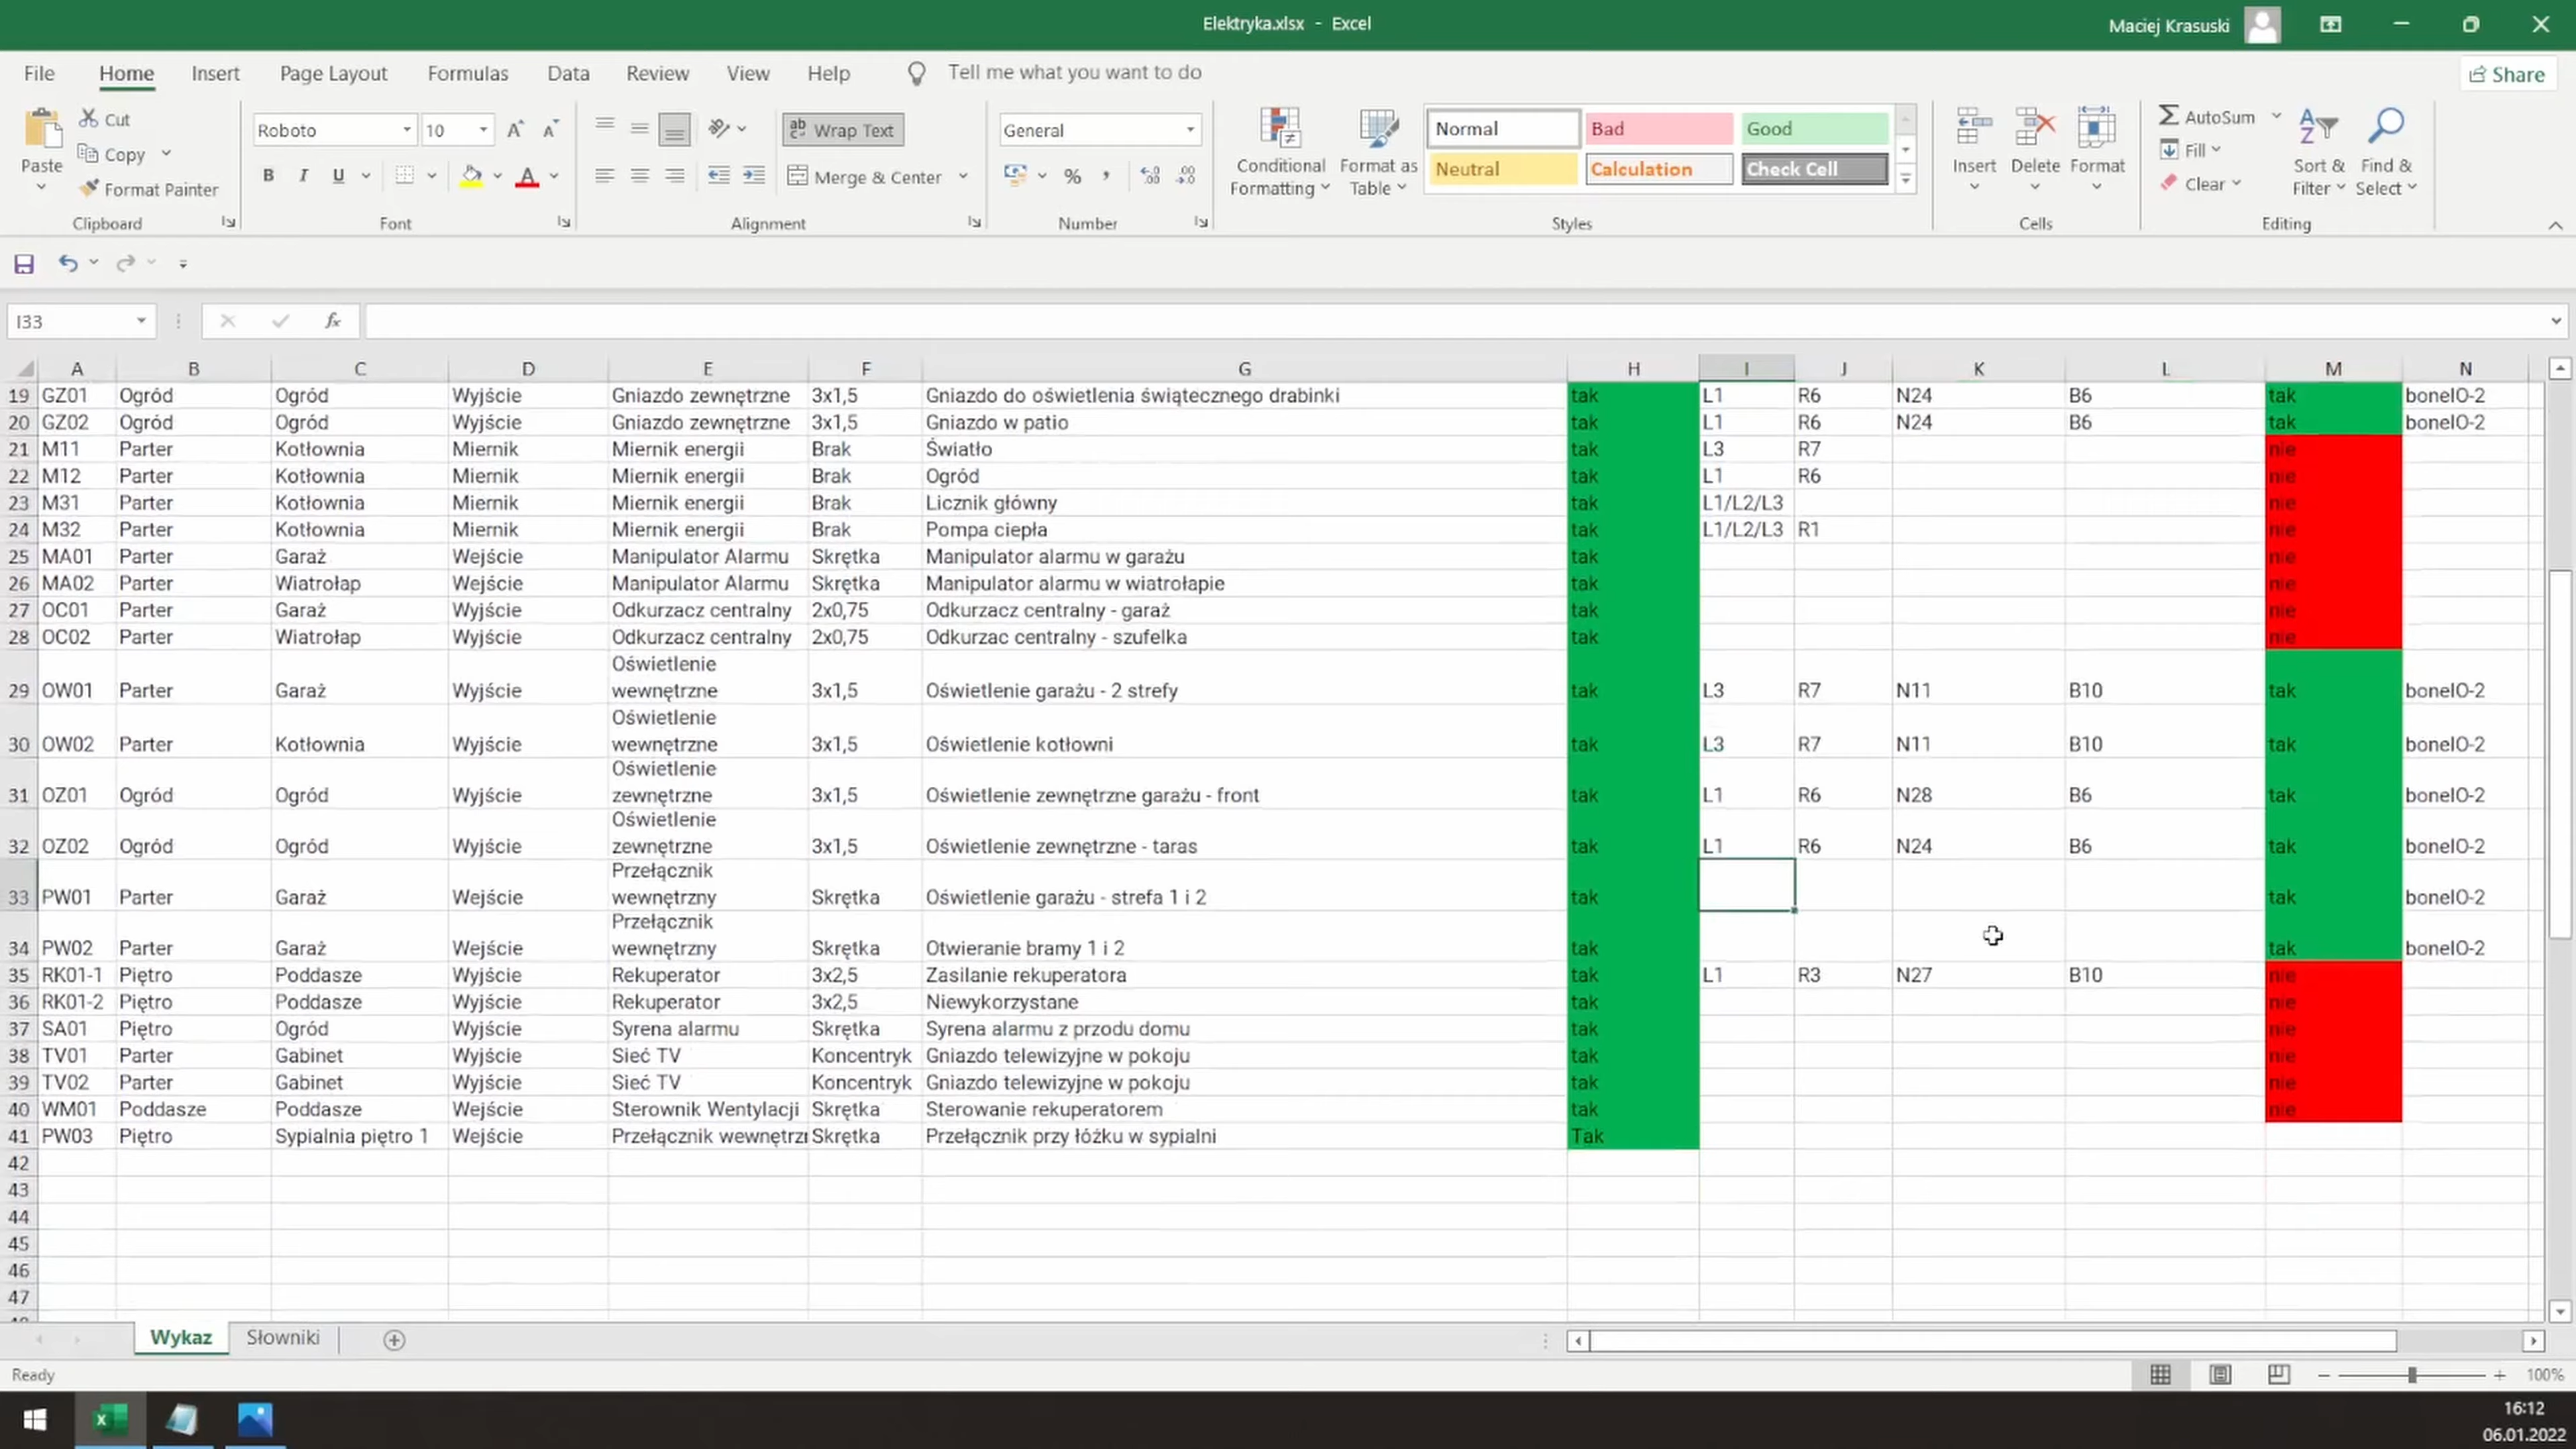 Elektryka.xlsx - Excel
Maciej Krasuski
File Home Insert Page Layout Formulas Data Review View Help Tell me what you want to do Share
Paste Cut Copy Format Painter Clipboard
Roboto 10 B I U A Font
ab Wrap Text Merge & Center Alignment
General % , Number
Conditional Formatting Format as Table
Normal Bad Good
Neutral Calculation Check Cell
Styles
Insert Delete Format Cells
AutoSum Fill Clear Sort & Filter Find & Select Editing
I33 fx
A B C D E F G H I J K L M N
19 GZ01 Ogród Ogród Wyjście Gniazdo zewnętrzne 3x1,5 Gniazdo do oświetlenia świątecznego drabinki tak L1 R6 N24 B6 tak boneIO-2
20 GZ02 Ogród Ogród Wyjście Gniazdo zewnętrzne 3x1,5 Gniazdo w patio tak L1 R6 N24 B6 tak boneIO-2
21 M11 Parter Kotłownia Miernik Miernik energii Brak Światło tak L3 R7 nie
22 M12 Parter Kotłownia Miernik Miernik energii Brak Ogród tak L1 R6 nie
23 M31 Parter Kotłownia Miernik Miernik energii Brak Licznik główny tak L1/L2/L3 nie
24 M32 Parter Kotłownia Miernik Miernik energii Brak Pompa ciepła tak L1/L2/L3 R1 nie
25 MA01 Parter Garaż Wejście Manipulator Alarmu Skrętka Manipulator alarmu w garażu tak nie
26 MA02 Parter Wiatrołap Wejście Manipulator Alarmu Skrętka Manipulator alarmu w wiatrołapie tak nie
27 OC01 Parter Garaż Wyjście Odkurzacz centralny 2x0,75 Odkurzacz centralny - garaż tak nie
28 OC02 Parter Wiatrołap Wyjście Odkurzacz centralny 2x0,75 Odkurzac centralny - szufelka tak nie
Oświetlenie
29 OW01 Parter Garaż Wyjście wewnętrzne 3x1,5 Oświetlenie garażu - 2 strefy tak L3 R7 N11 B10 tak boneIO-2
Oświetlenie
30 OW02 Parter Kotłownia Wyjście wewnętrzne 3x1,5 Oświetlenie kotłowni tak L3 R7 N11 B10 tak boneIO-2
Oświetlenie
31 OZ01 Ogród Ogród Wyjście zewnętrzne 3x1,5 Oświetlenie zewnętrzne garażu - front tak L1 R6 N28 B6 tak boneIO-2
Oświetlenie
32 OZ02 Ogród Ogród Wyjście zewnętrzne 3x1,5 Oświetlenie zewnętrzne - taras tak L1 R6 N24 B6 tak boneIO-2
Przełącznik
33 PW01 Parter Garaż Wejście wewnętrzny Skrętka Oświetlenie garażu - strefa 1 i 2 tak tak boneIO-2
Przełącznik
34 PW02 Parter Garaż Wejście wewnętrzny Skrętka Otwieranie bramy 1 i 2 tak tak boneIO-2
35 RK01-1 Piętro Poddasze Wyjście Rekuperator 3x2,5 Zasilanie rekuperatora tak L1 R3 N27 B10 nie
36 RK01-2 Piętro Poddasze Wyjście Rekuperator 3x2,5 Niewykorzystane tak nie
37 SA01 Piętro Ogród Wyjście Syrena alarmu Skrętka Syrena alarmu z przodu domu tak nie
38 TV01 Parter Gabinet Wyjście Sieć TV Koncentryk Gniazdo telewizyjne w pokoju tak nie
39 TV02 Parter Gabinet Wyjście Sieć TV Koncentryk Gniazdo telewizyjne w pokoju tak nie
40 WM01 Poddasze Poddasze Wejście Sterownik Wentylacji Skrętka Sterowanie rekuperatorem tak nie
41 PW03 Piętro Sypialnia piętro 1 Wejście Przełącznik wewnętrzn Skrętka Przełącznik przy łóżku w sypialni Tak
42
43
44
45
46
47
Wykaz Słowniki
Ready 100%
16:12
06.01.2022